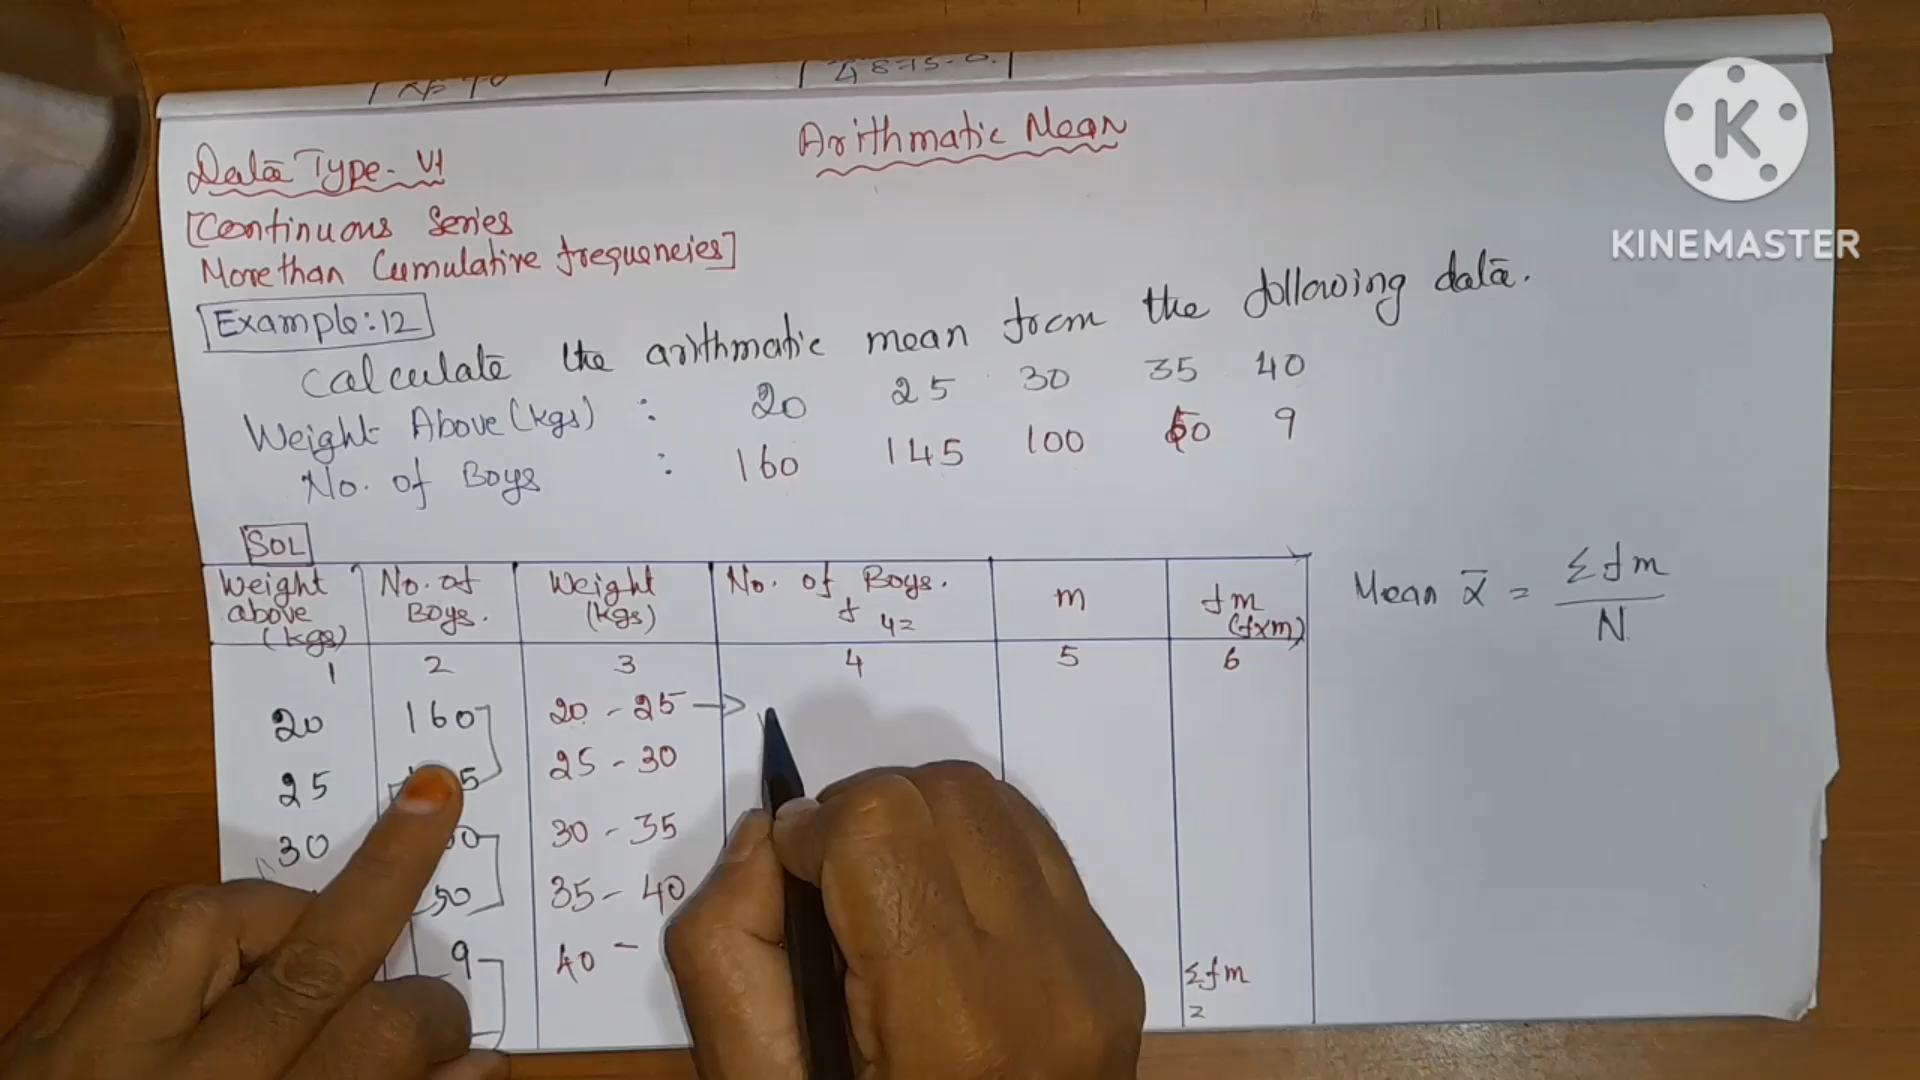 Arithmatic Mean
Data Type - VI
[Continuous Series
More than Cumulative frequencies]
Example: 12
Calculate the arithmatic mean from the following data.
Weight Above (kgs) : 20 25 30 35 40
No. of Boys : 160 145 100 50 9
SOL
Weight above (kgs) No. of Boys. Weight (kgs) No. of Boys. f m fm (f×m)
1 2 3 4 5 6
20 160 20 - 25
25 5 25 - 30
30 30 - 35
50 35 - 40
9 40 -
Σfm
=
Mean x̄ = Σfm / N
K
KINEMASTER